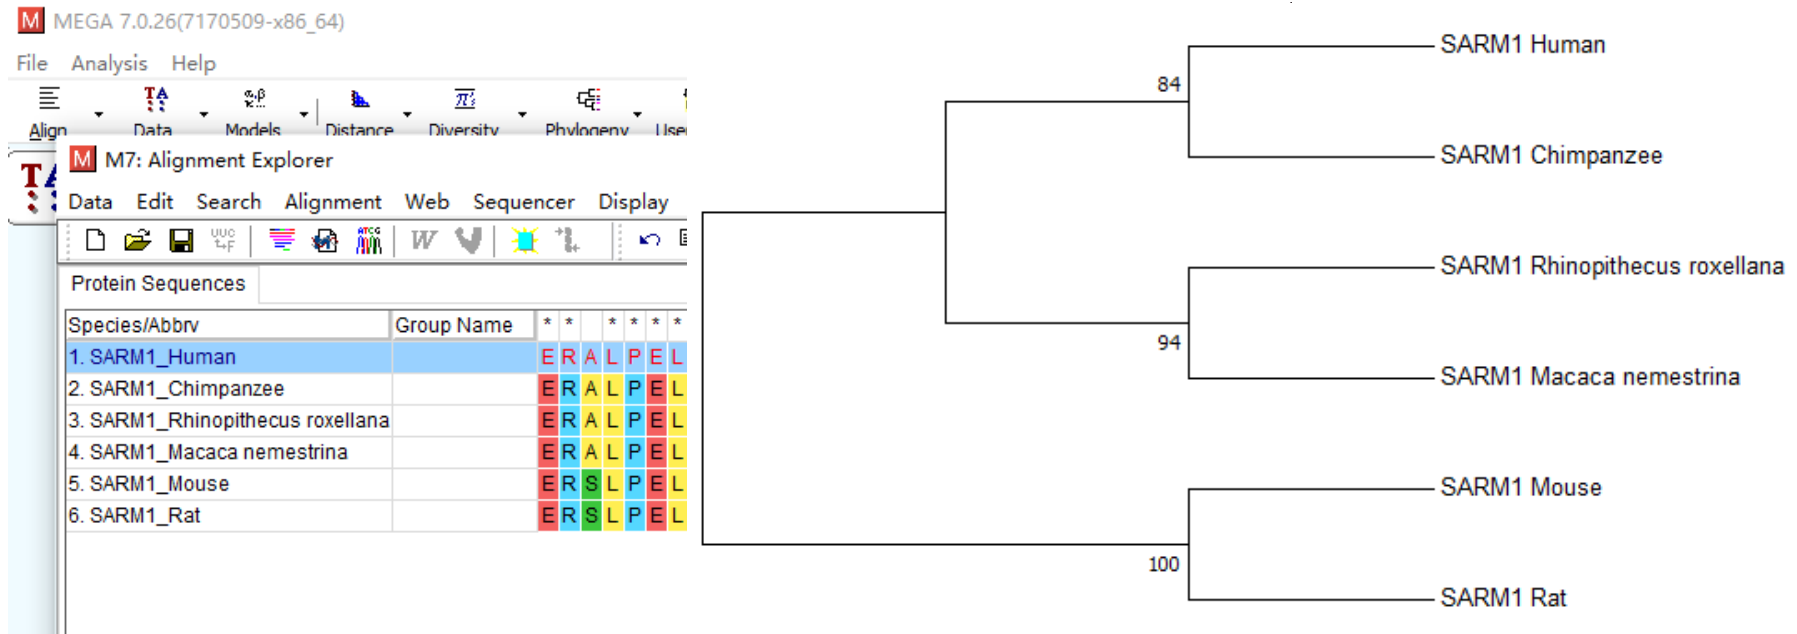 M MEGA 7.0.26(7170509-x86_64)
File Analysis Help
Align Data Models Distance Diversity Phylogeny
M M7: Alignment Explorer
Data Edit Search Alignment Web Sequencer Display
Protein Sequences
Species/Abbrv Group Name * * * * * *
1. SARM1_Human E R A L P E L
2. SARM1_Chimpanzee E R A L P E L
3. SARM1_Rhinopithecus roxellana E R A L P E L
4. SARM1_Macaca nemestrina E R A L P E L
5. SARM1_Mouse E R S L P E L
6. SARM1_Rat E R S L P E L
SARM1 Human
84
SARM1 Chimpanzee
SARM1 Rhinopithecus roxellana
94
SARM1 Macaca nemestrina
SARM1 Mouse
100
SARM1 Rat